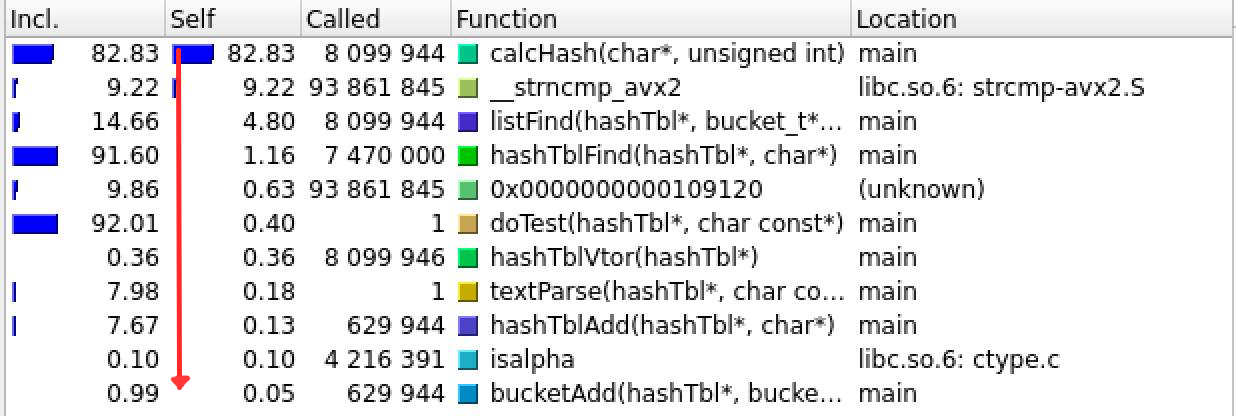 Incl. Self Called Function Location
82.83 82.83 8 099 944 calcHash(char*, unsigned int) main
9.22 9.22 93 861 845 __strncmp_avx2 libc.so.6: strcmp-avx2.S
14.66 4.80 8 099 944 listFind(hashTbl*, bucket_t*... main
91.60 1.16 7 470 000 hashTblFind(hashTbl*, char*) main
9.86 0.63 93 861 845 0x0000000000109120 (unknown)
92.01 0.40 1 doTest(hashTbl*, char const*) main
0.36 0.36 8 099 946 hashTblVtor(hashTbl*) main
7.98 0.18 1 textParse(hashTbl*, char co... main
7.67 0.13 629 944 hashTblAdd(hashTbl*, char*) main
0.10 0.10 4 216 391 isalpha libc.so.6: ctype.c
0.99 0.05 629 944 bucketAdd(hashTbl*, bucke... main